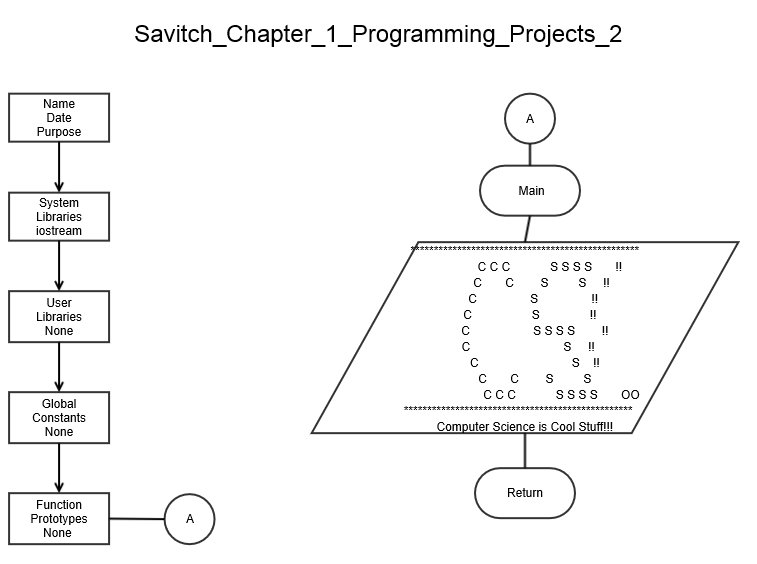 Savitch_Chapter_1_Programming_Projects_2
Name
Date
Purpose
System
Libraries
iostream
User
Libraries
None
Global
Constants
None
Function
Prototypes
None
A
A
Main
*************************************************
C C C S S S S !!
C C S S !!
C S !!
C S !!
C S S S S !!
C S !!
C S !!
C C S S
C C C S S S S OO
*************************************************
Computer Science is Cool Stuff!!!
Return